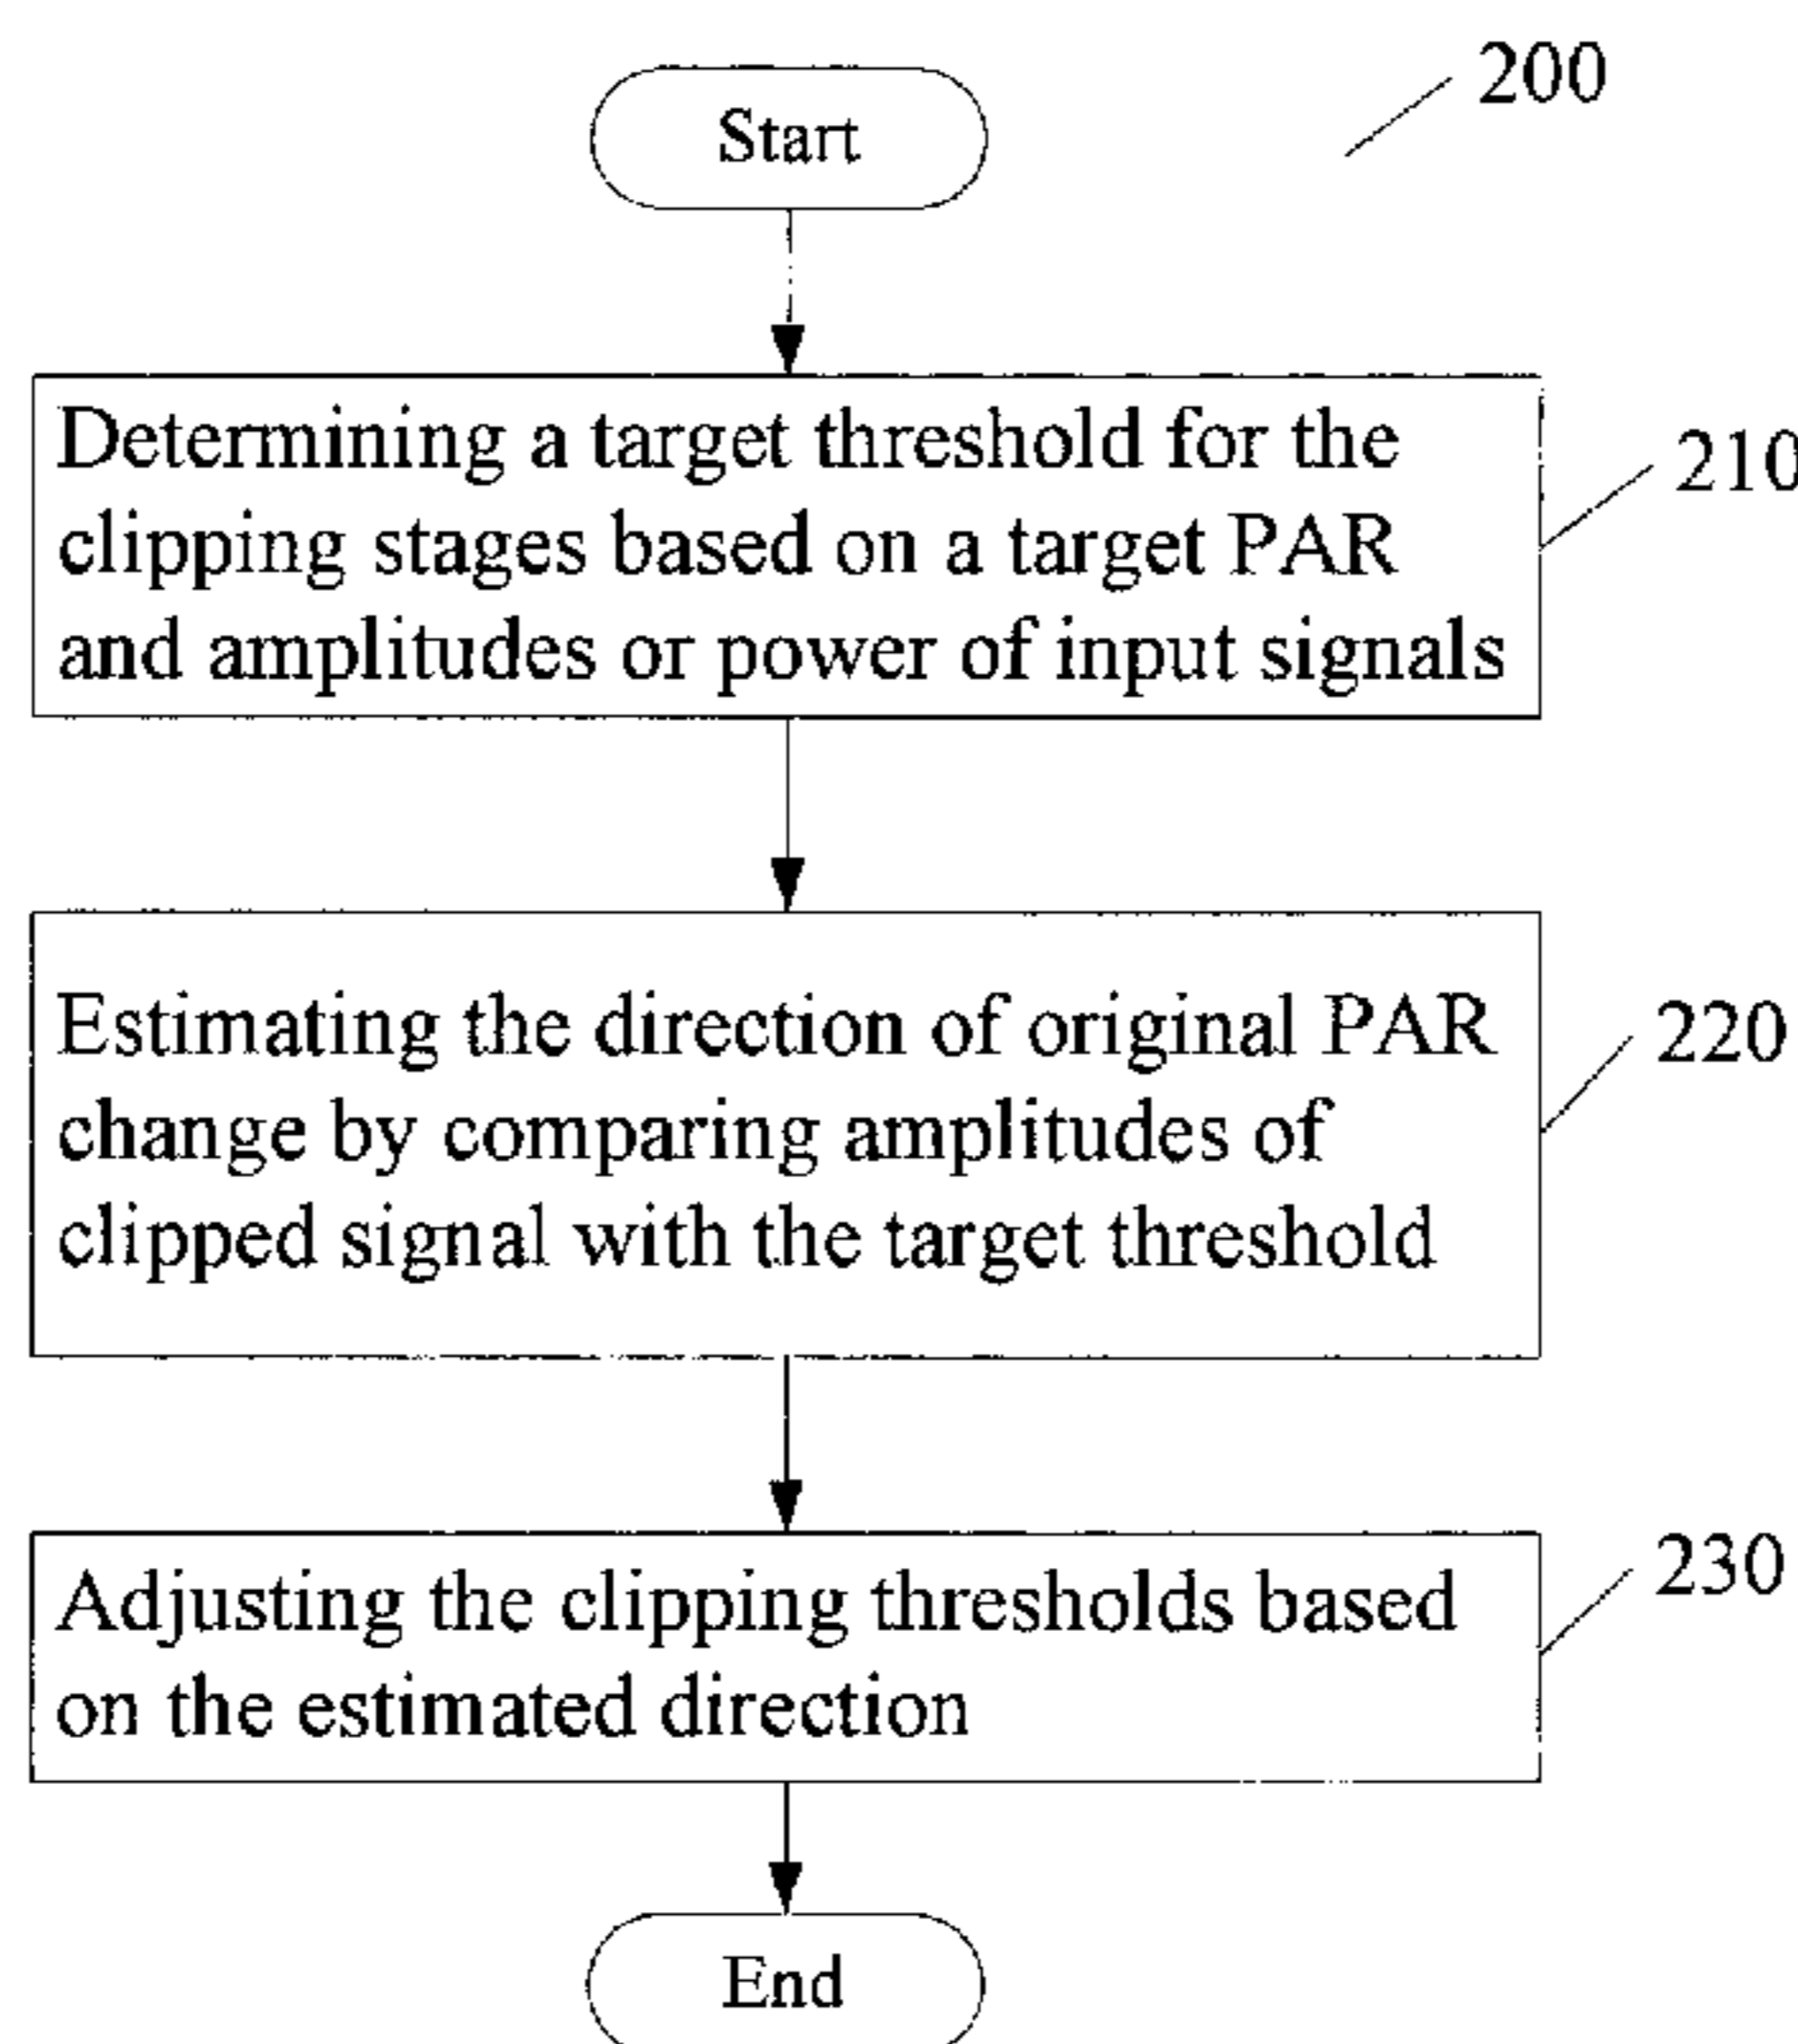 200
Start
Determining a target threshold for the
clipping stages based on a target PAR
and amplitudes or power of input signals
210
Estimating the direction of original PAR
change by comparing amplitudes of
clipped signal with the target threshold
220
Adjusting the clipping thresholds based
on the estimated direction
230
End